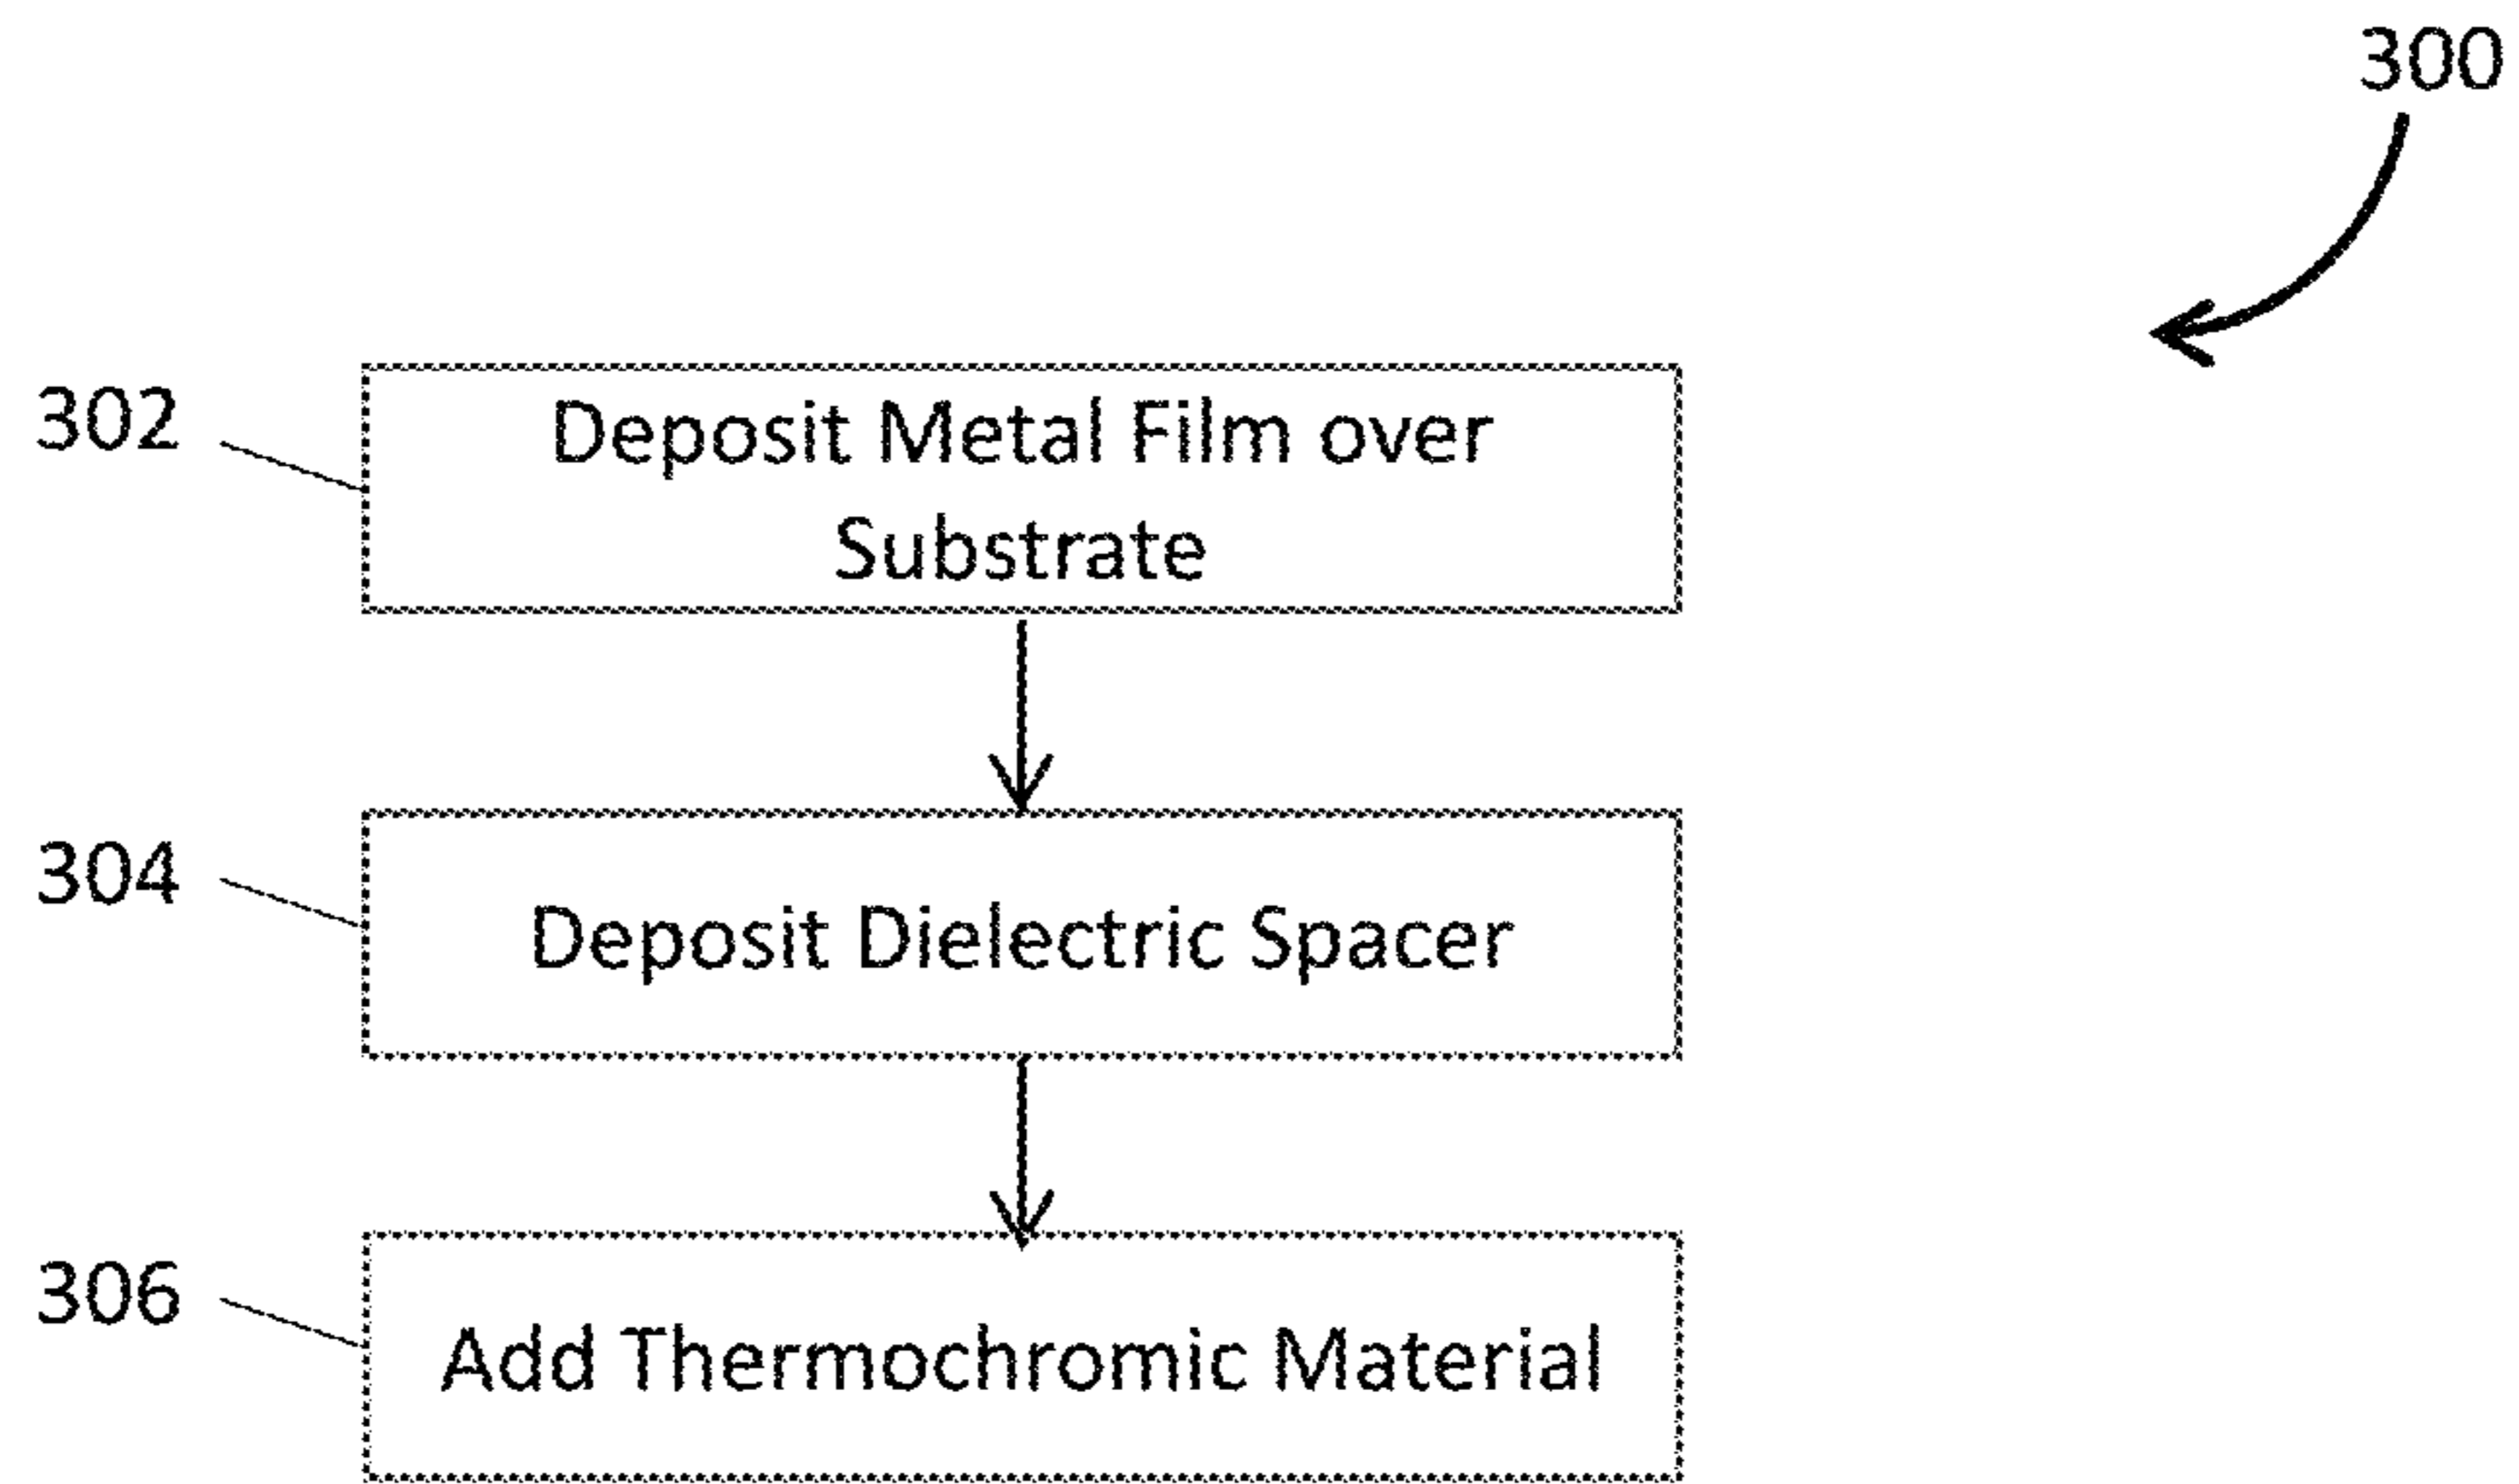 300
302
Deposit Metal Film over
Substrate
304
Deposit Dielectric Spacer
306
Add Thermochromic Material